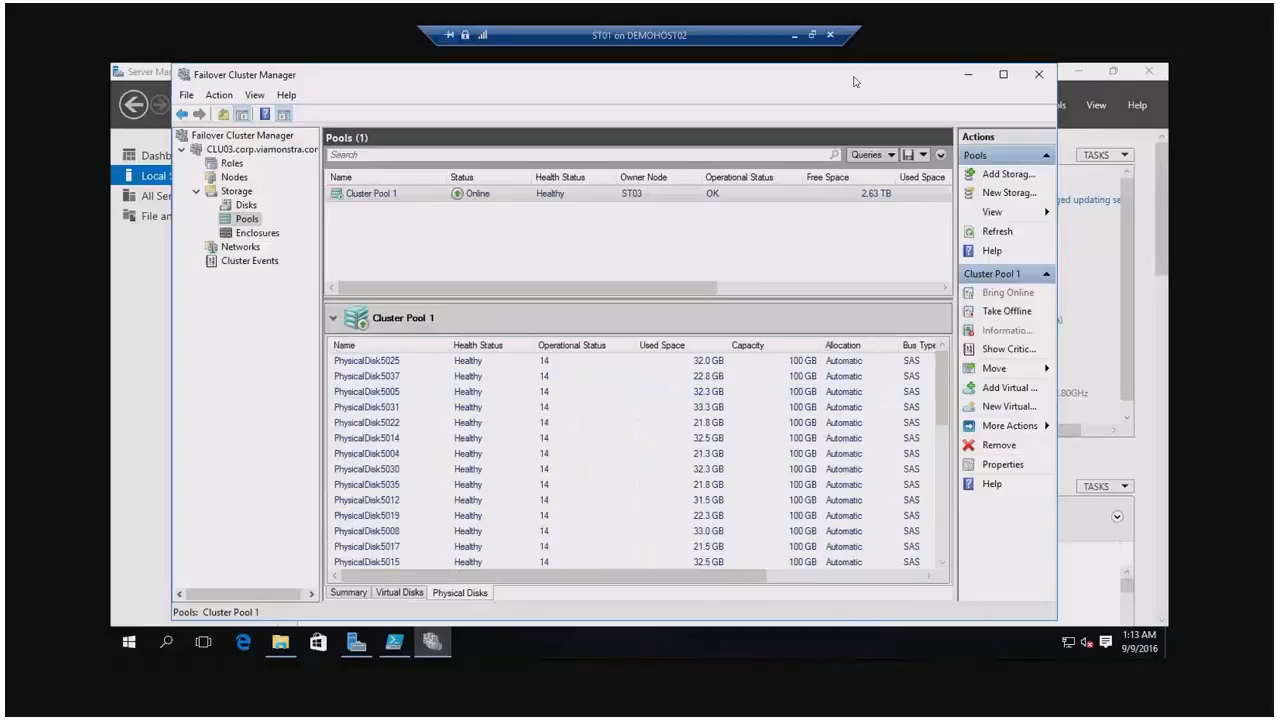 ST01 on DEMOHOST02
Server Ma
Failover Cluster Manager
File Action View Help
View Help
Failover Cluster Manager
CLU03.corp.viamonstra.cor
Roles
Nodes
Storage
Disks
Pools
Enclosures
Networks
Cluster Events
Dashb
Local
All Se
File an
Pools (1)
Search
Queries
Name Status Health Status Owner Node Operational Status Free Space Used Space
Cluster Pool 1 Online Healthy ST03 OK 2.63 TB
Cluster Pool 1
Name Health Status Operational Status Used Space Capacity Allocation Bus Type
PhysicalDisk5025 Healthy 14 32.0 GB 100 GB Automatic SAS
PhysicalDisk5037 Healthy 14 22.8 GB 100 GB Automatic SAS
PhysicalDisk5005 Healthy 14 32.3 GB 100 GB Automatic SAS
PhysicalDisk5031 Healthy 14 33.3 GB 100 GB Automatic SAS
PhysicalDisk5022 Healthy 14 21.8 GB 100 GB Automatic SAS
PhysicalDisk5014 Healthy 14 32.5 GB 100 GB Automatic SAS
PhysicalDisk5004 Healthy 14 21.3 GB 100 GB Automatic SAS
PhysicalDisk5030 Healthy 14 32.3 GB 100 GB Automatic SAS
PhysicalDisk5035 Healthy 14 21.8 GB 100 GB Automatic SAS
PhysicalDisk5012 Healthy 14 31.5 GB 100 GB Automatic SAS
PhysicalDisk5019 Healthy 14 22.3 GB 100 GB Automatic SAS
PhysicalDisk5008 Healthy 14 33.0 GB 100 GB Automatic SAS
PhysicalDisk5017 Healthy 14 21.5 GB 100 GB Automatic SAS
PhysicalDisk5015 Healthy 14 32.5 GB 100 GB Automatic SAS
Summary Virtual Disks Physical Disks
Pools: Cluster Pool 1
Actions
Pools
Add Storag...
New Storag...
View
Refresh
Help
Cluster Pool 1
Bring Online
Take Offline
Informatio...
Show Critic...
Move
Add Virtual ...
New Virtual...
More Actions
Remove
Properties
Help
TASKS
ged updating se
.80GHz
TASKS
1:13 AM
9/9/2016